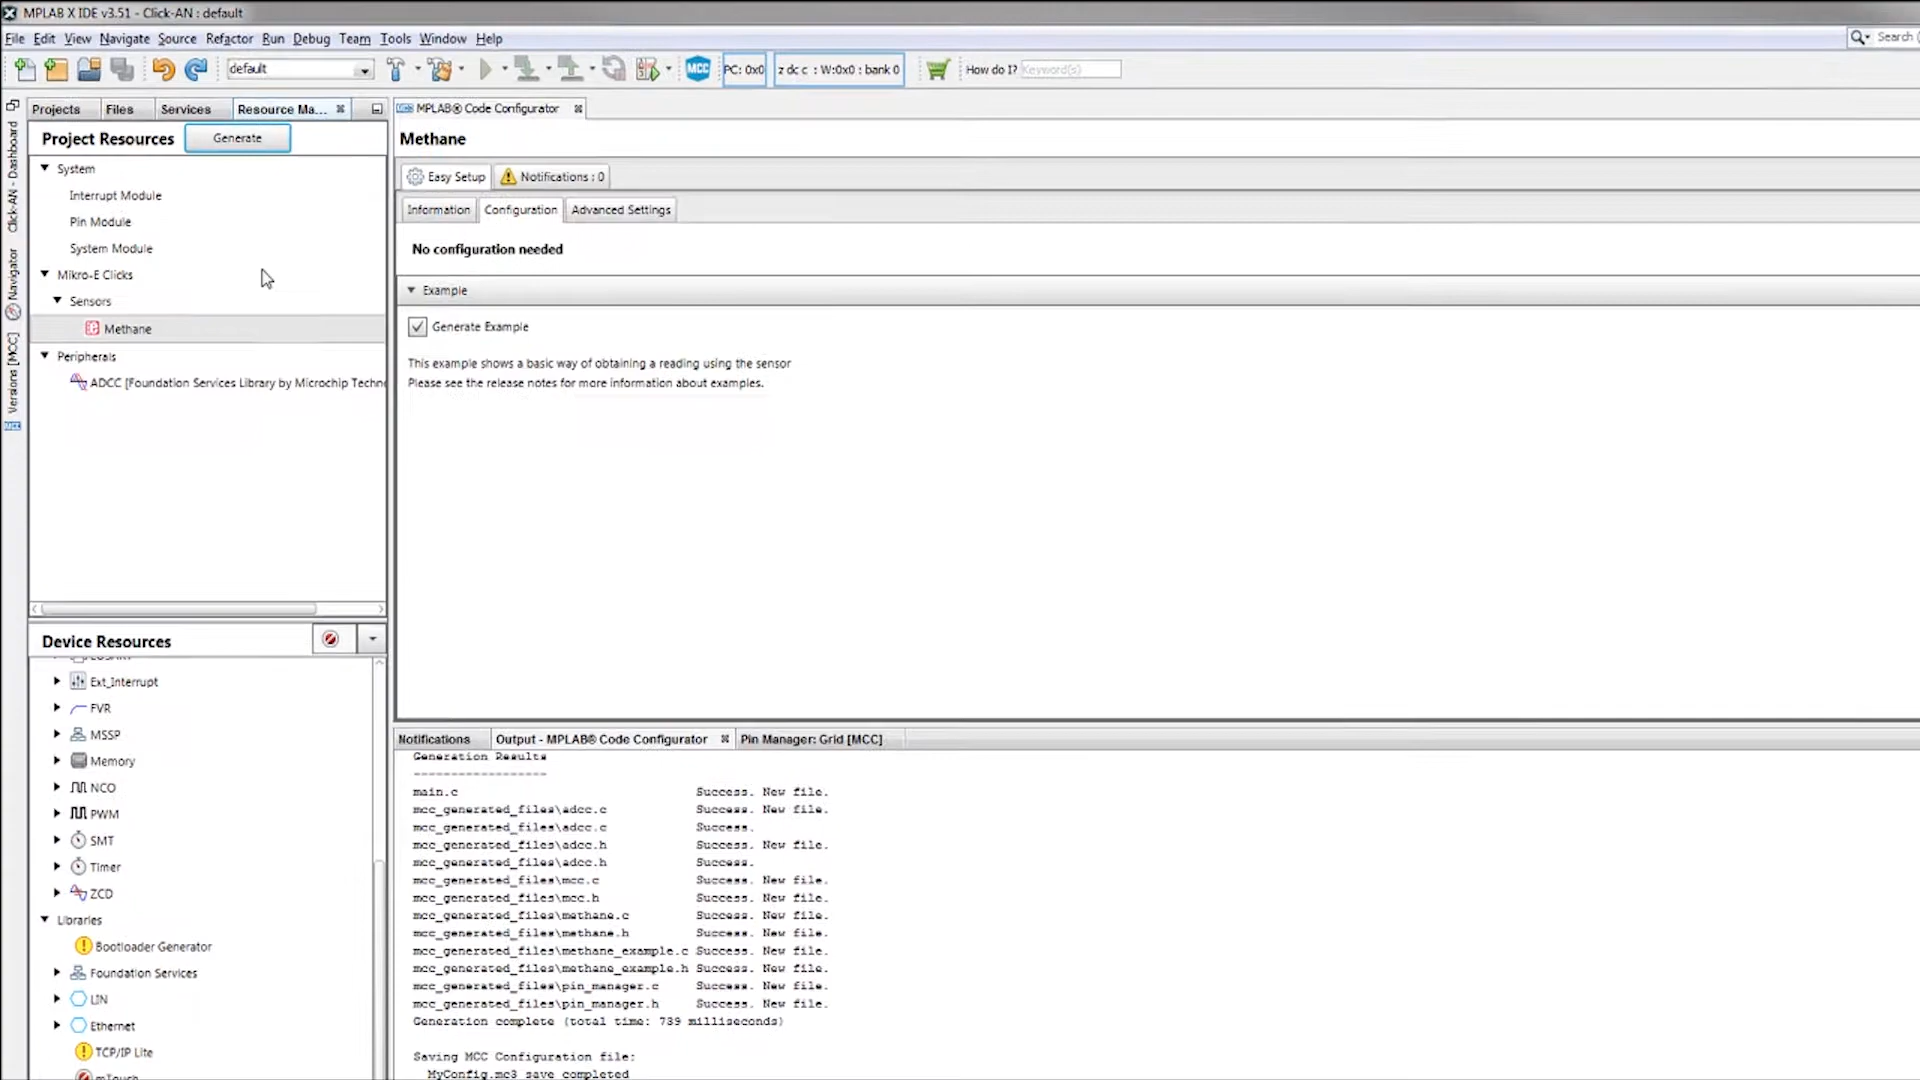 MPLAB X IDE v3.51 - Click-AN : default
File Edit View Navigate Source Refactor Run Debug Team Tools Window Help
Search (
default
MCC
PC: 0x0
z dc c : W:0x0 : bank 0
How do I?
Keyword(s)
Projects
Files
Services
Resource Ma...
MPLAB® Code Configurator
Click-AN - Dashboard
Navigator
Versions [MCC]
Project Resources
Generate
System
Interrupt Module
Pin Module
System Module
Mikro-E Clicks
Sensors
Methane
Peripherals
ADCC [Foundation Services Library by Microchip Techn
Methane
Easy Setup
Notifications : 0
Information
Configuration
Advanced Settings
No configuration needed
Example
Generate Example
This example shows a basic way of obtaining a reading using the sensor
Please see the release notes for more information about examples.
Device Resources
Ext_Interrupt
FVR
MSSP
Memory
NCO
PWM
SMT
Timer
ZCD
Libraries
Bootloader Generator
Foundation Services
LIN
Ethernet
TCP/IP Lite
mTouch
Notifications
Output - MPLAB® Code Configurator
Pin Manager: Grid [MCC]
Generation Results
-------------------
main.c Success. New file.
mcc_generated_files\adcc.c Success. New file.
mcc_generated_files\adcc.c Success.
mcc_generated_files\adcc.h Success. New file.
mcc_generated_files\adcc.h Success.
mcc_generated_files\mcc.c Success. New file.
mcc_generated_files\mcc.h Success. New file.
mcc_generated_files\methane.c Success. New file.
mcc_generated_files\methane.h Success. New file.
mcc_generated_files\methane_example.c Success. New file.
mcc_generated_files\methane_example.h Success. New file.
mcc_generated_files\pin_manager.c Success. New file.
mcc_generated_files\pin_manager.h Success. New file.
Generation complete (total time: 739 milliseconds)
Saving MCC Configuration file:
MyConfig.mc3 save completed